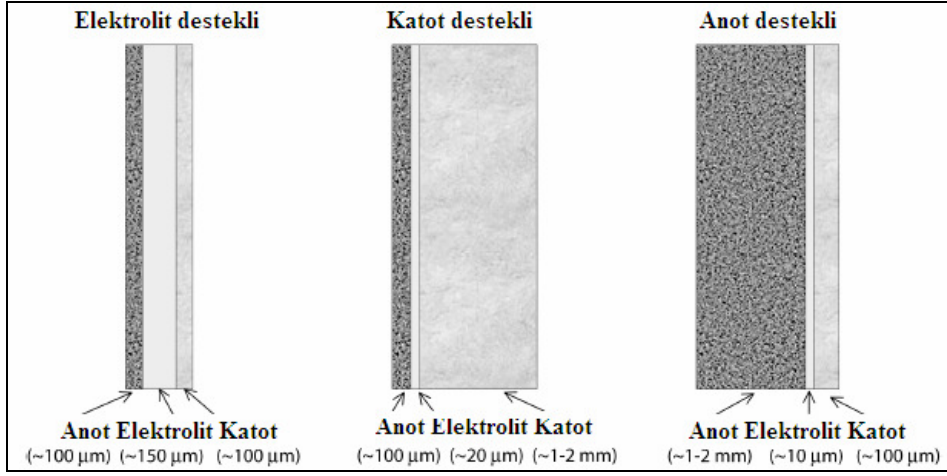 Elektrolit destekli
Katot destekli
Anot destekli
Anot Elektrolit Katot
(~100 µm) (~150 µm) (~100 µm)
Anot Elektrolit Katot
(~100 µm) (~20 µm) (~1-2 mm)
Anot Elektrolit Katot
(~1-2 mm) (~10 µm) (~100 µm)